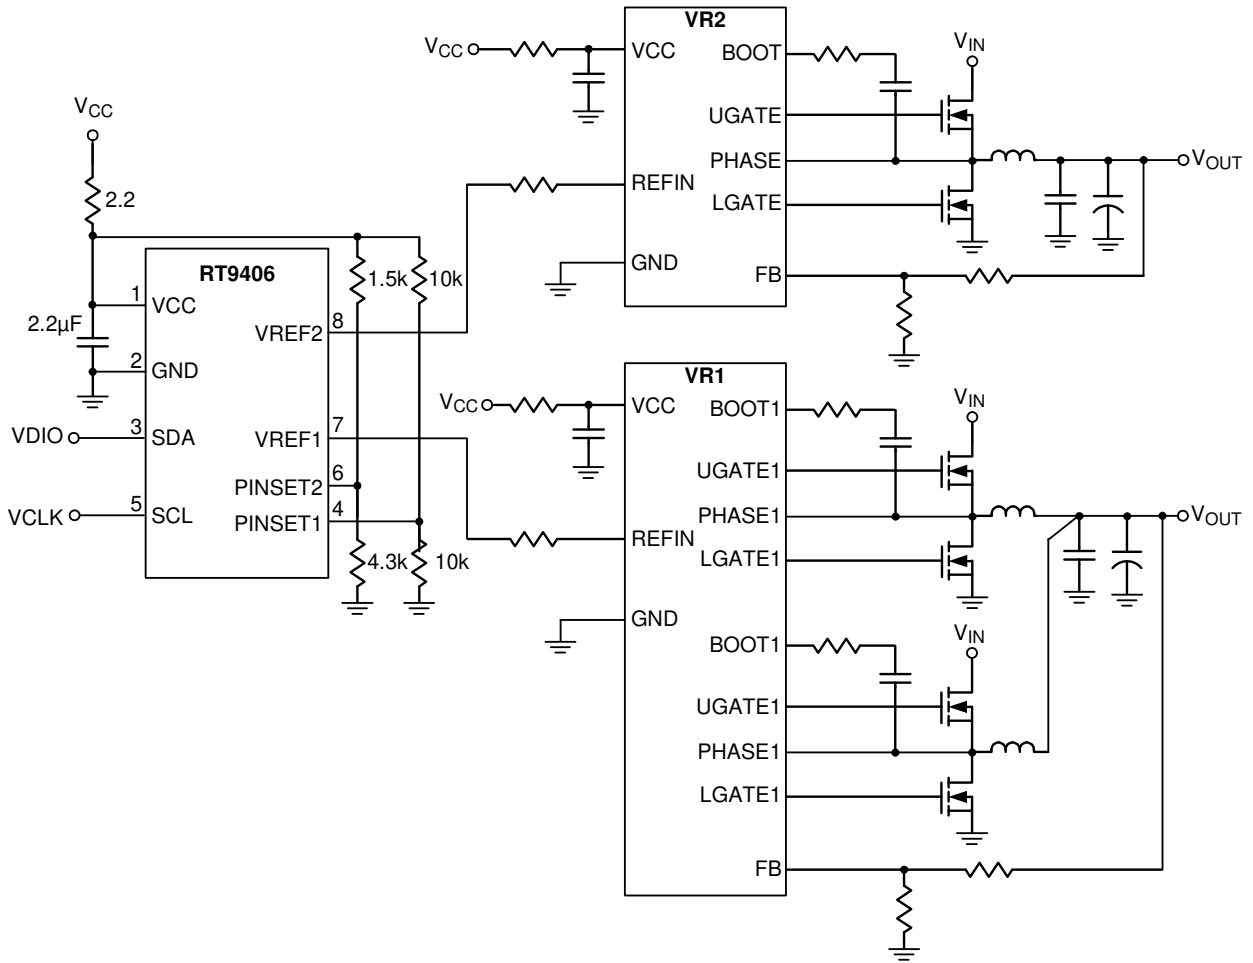 VCC
2.2
RT9406
1.5k
10k
1
VCC
2.2µF
VREF2
8
2
GND
VDIO
3
SDA
VREF1
7
PINSET2
6
VCLK
5
SCL
PINSET1
4
4.3k
10k
VR2
VCC
VCC
BOOT
VIN
UGATE
PHASE
VOUT
REFIN
LGATE
GND
FB
VR1
VCC
VCC
BOOT1
VIN
UGATE1
PHASE1
VOUT
REFIN
LGATE1
GND
BOOT1
VIN
UGATE1
PHASE1
LGATE1
FB